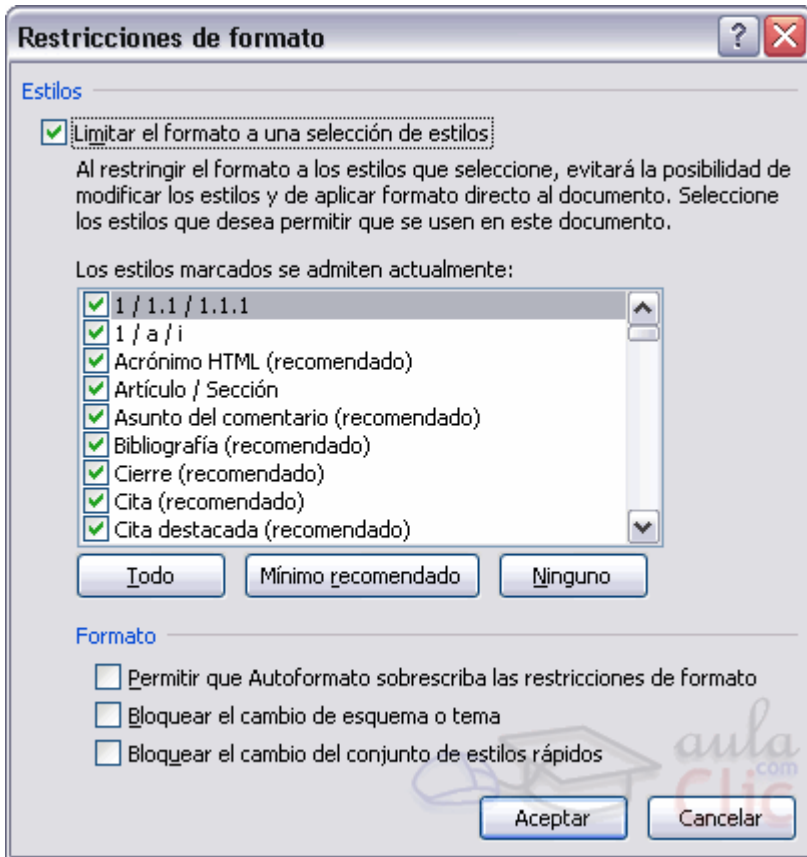 Restricciones de formato
Estilos
Limitar el formato a una selección de estilos
Al restringir el formato a los estilos que seleccione, evitará la posibilidad de
modificar los estilos y de aplicar formato directo al documento. Seleccione
los estilos que desea permitir que se usen en este documento.
Los estilos marcados se admiten actualmente:
1 / 1.1 / 1.1.1
1 / a / i
Acrónimo HTML (recomendado)
Artículo / Sección
Asunto del comentario (recomendado)
Bibliografía (recomendado)
Cierre (recomendado)
Cita (recomendado)
Cita destacada (recomendado)
Todo Mínimo recomendado Ninguno
Formato
Permitir que Autoformato sobrescriba las restricciones de formato
Bloquear el cambio de esquema o tema
Bloquear el cambio del conjunto de estilos rápidos
aula
com
Clic
Aceptar Cancelar